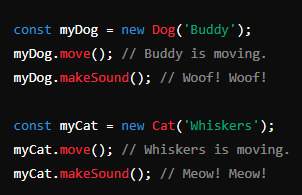 const myDog = new Dog('Buddy');
myDog.move(); // Buddy is moving.
myDog.makeSound(); // Woof! Woof!
const myCat = new Cat('Whiskers');
myCat.move(); // Whiskers is moving.
myCat.makeSound(); // Meow! Meow!